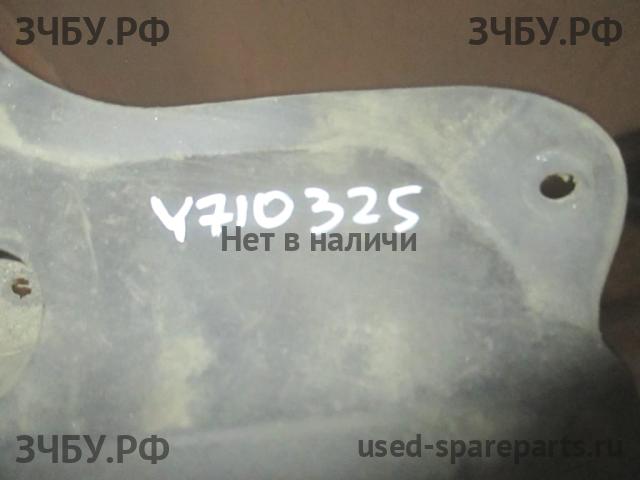 ЗЧБУ.РФ ЗЧБУ.РФ
Y710325
Нет в наличи
ЗЧБУ.РФ used-spareparts.ru